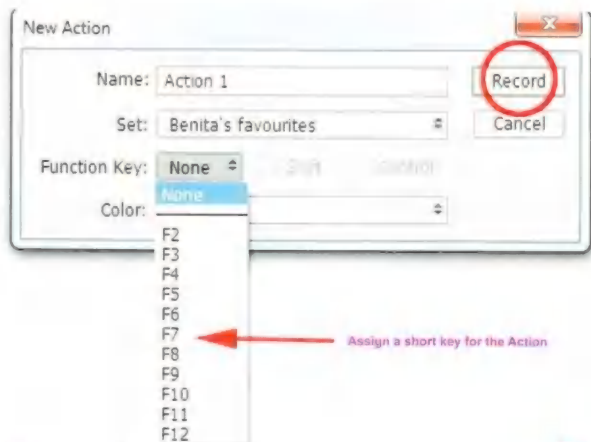 New Action
Name: Action 1
Record
Set: Benita's favourites
Cancel
Function Key: None Shift Control
None
Color:
F2
F3
F4
F5
F6
F7
Assign a short key for the Action
F8
F9
F10
F11
F12